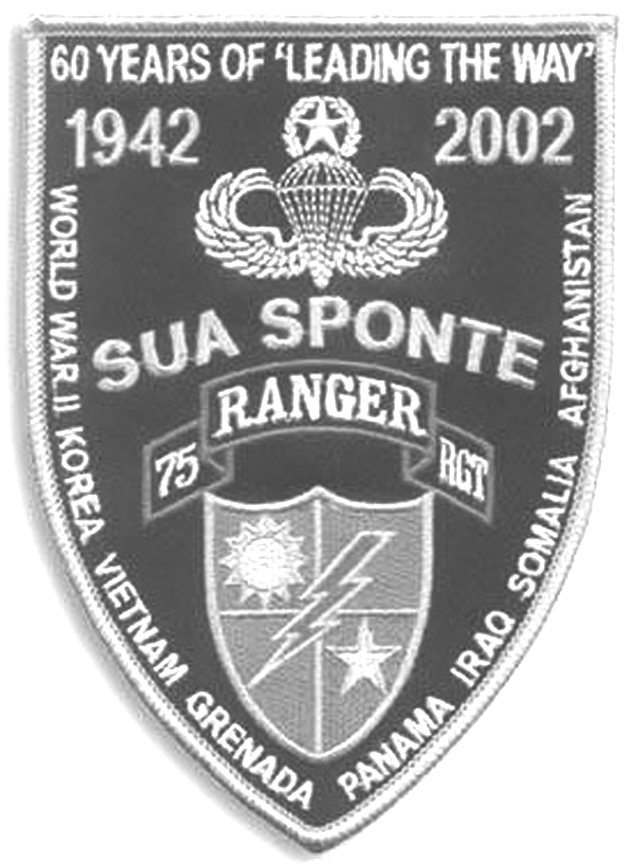 60 YEARS OF 'LEADING THE WAY'
1942 2002
SUA SPONTE
75 RANGER RGT
WORLD WAR II KOREA VIETNAM GRENADA PANAMA IRAQ SOMALIA AFGHANISTAN